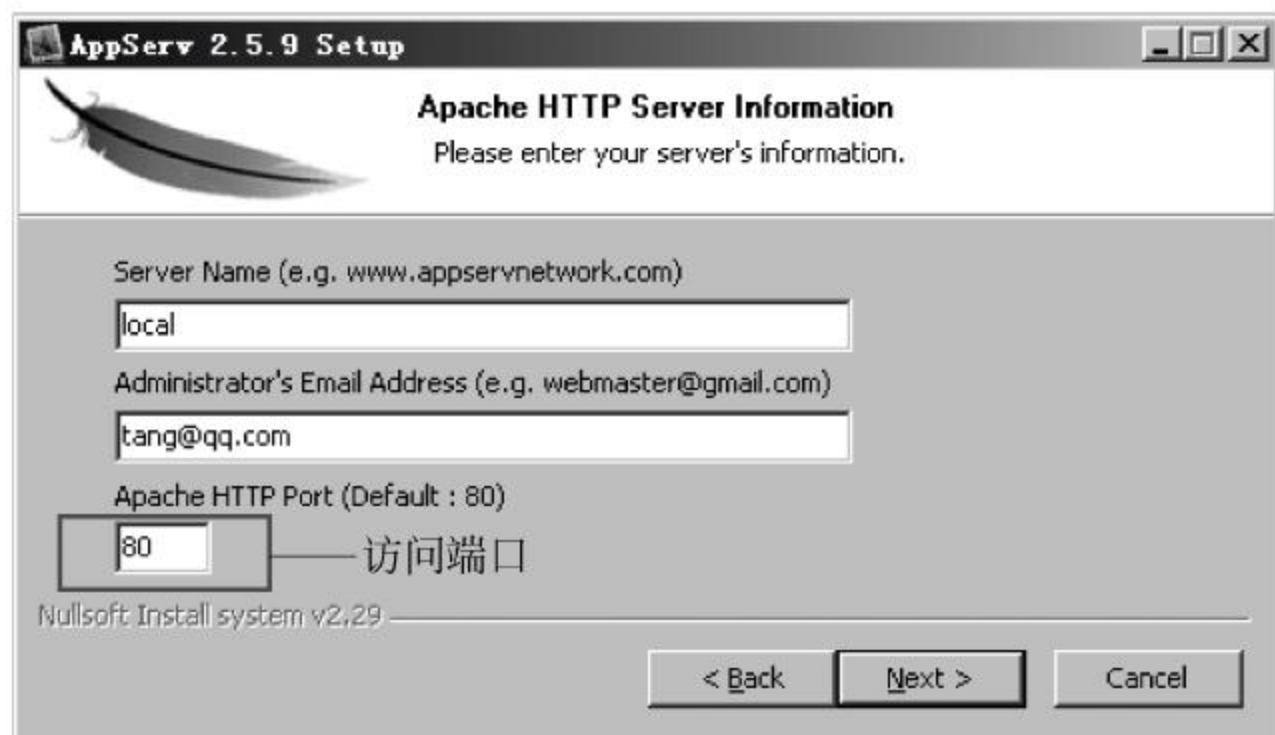 AppServ 2.5.9 Setup
Apache HTTP Server Information
Please enter your server's information.
Server Name (e.g. www.appservnetwork.com)
local
Administrator's Email Address (e.g. webmaster@gmail.com)
tang@qq.com
Apache HTTP Port (Default : 80)
80
访问端口
Nullsoft Install system v2.29
< Back
Next >
Cancel